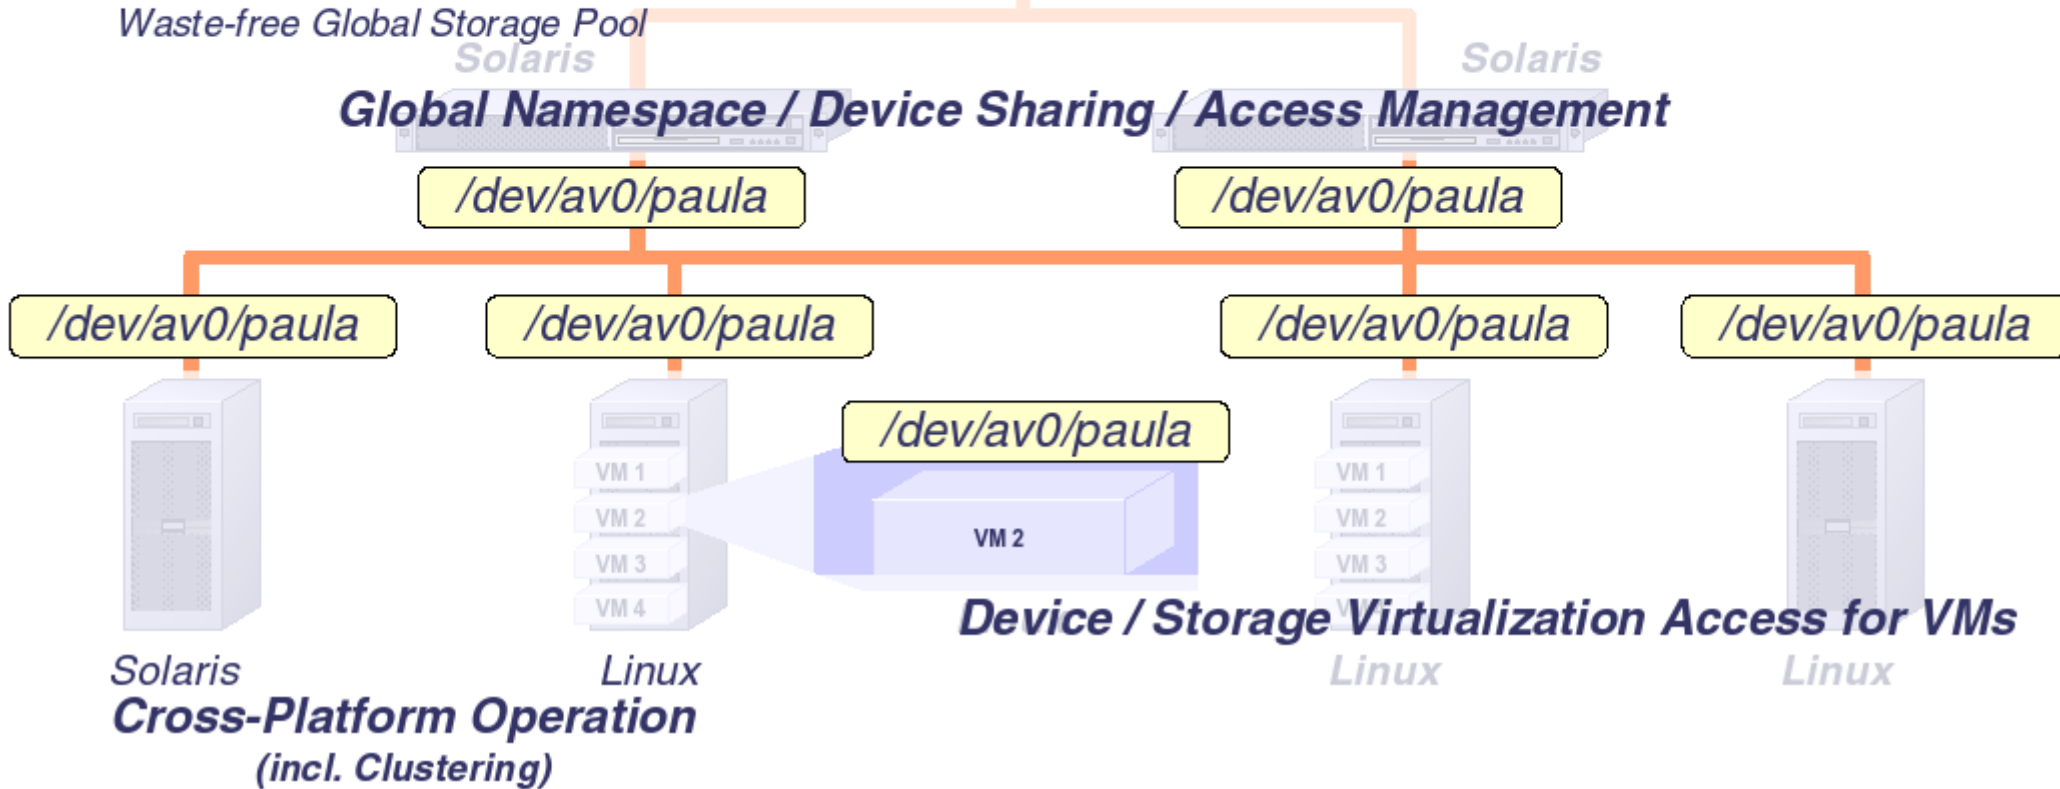 Waste-free Global Storage Pool
Solaris
Solaris
Global Namespace / Device Sharing / Access Management
/dev/av0/paula
/dev/av0/paula
/dev/av0/paula
/dev/av0/paula
/dev/av0/paula
/dev/av0/paula
/dev/av0/paula
VM 1
VM 2
VM 3
VM 4
VM 2
VM 1
VM 2
VM 3
Device / Storage Virtualization Access for VMs
Solaris
Linux
Linux
Linux
Cross-Platform Operation
(incl. Clustering)